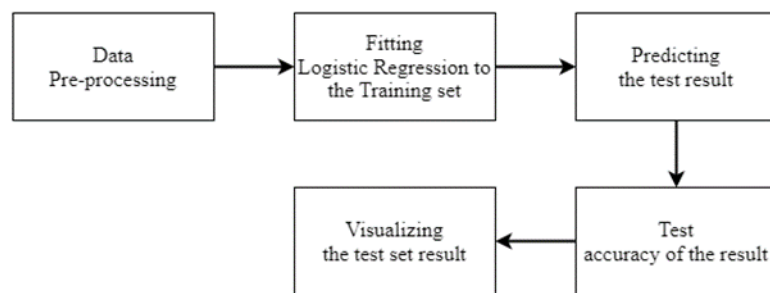 Data
Pre-processing
Fitting
Logistic Regression to
the Training set
Predicting
the test result
Test
accuracy of the result
Visualizing
the test set result